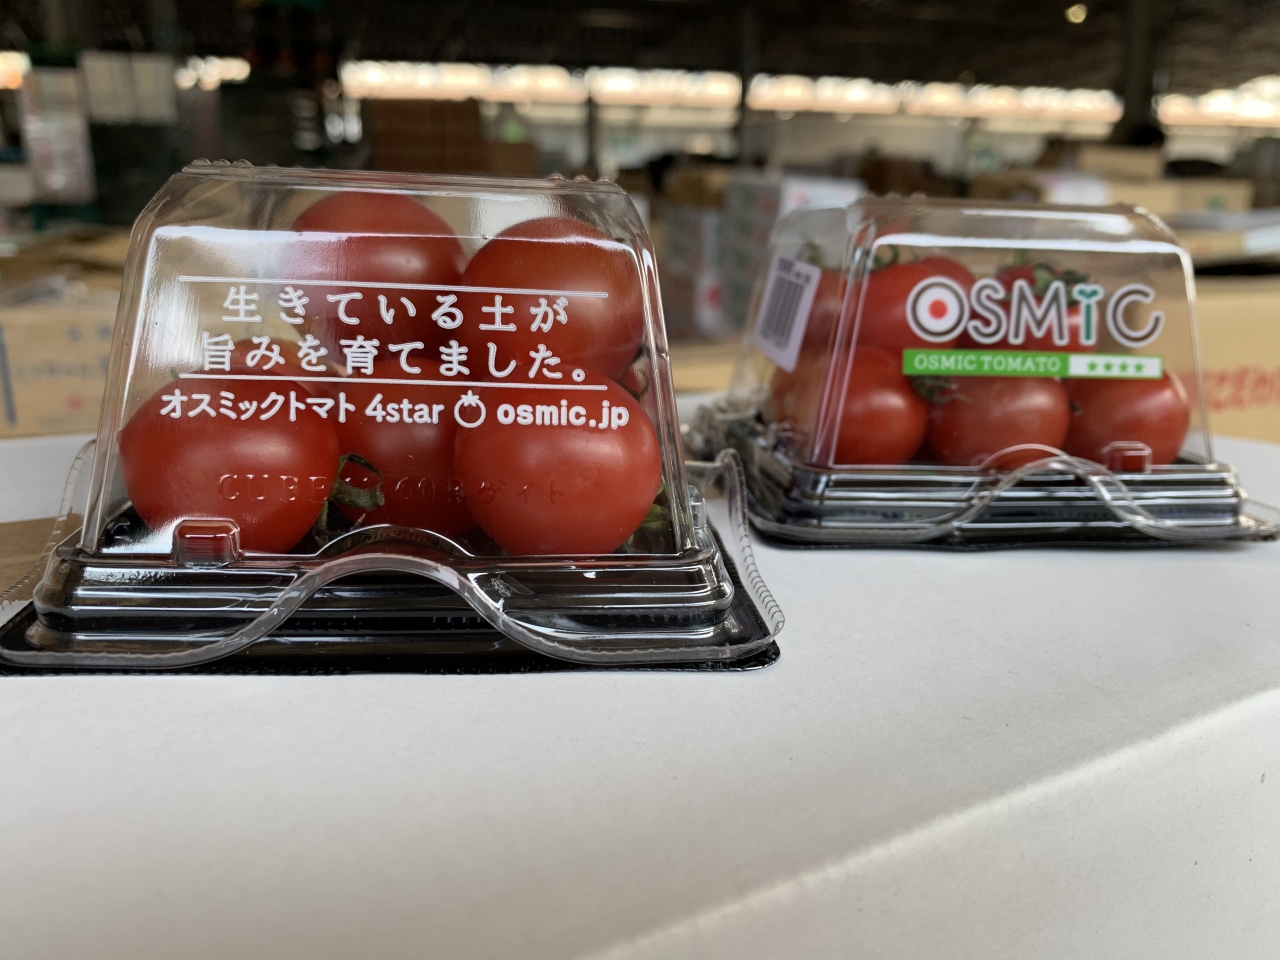 生きている土が
旨みを育てました。
オスミックトマト 4star osmic.jp
OSMIC
OSMIC TOMATO ★★★★